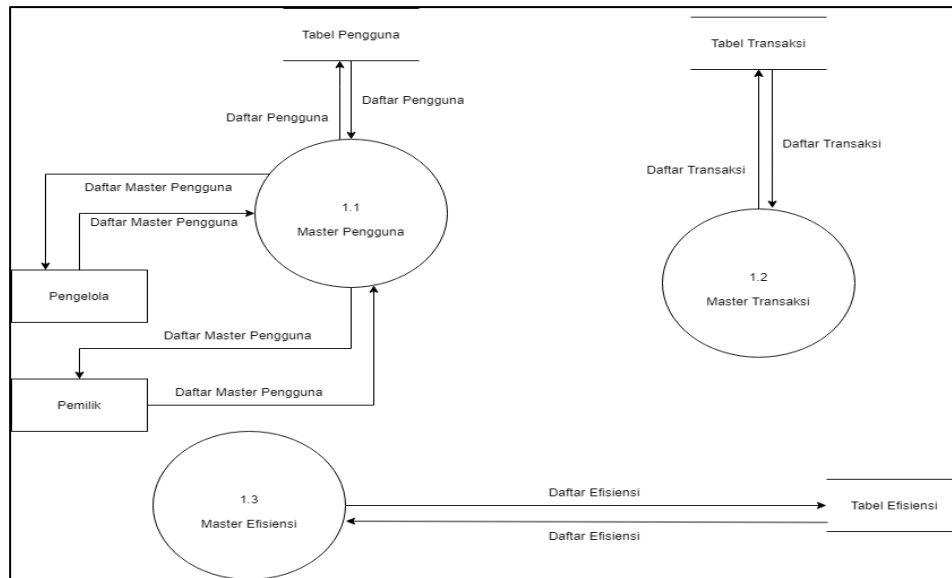 Tabel Pengguna
Tabel Transaksi
Daftar Pengguna
Daftar Pengguna
Daftar Transaksi
Daftar Transaksi
Daftar Master Pengguna
Daftar Master Pengguna
1.1
Master Pengguna
Pengelola
1.2
Master Transaksi
Daftar Master Pengguna
Daftar Master Pengguna
Pemilik
1.3
Master Efisiensi
Daftar Efisiensi
Daftar Efisiensi
Tabel Efisiensi